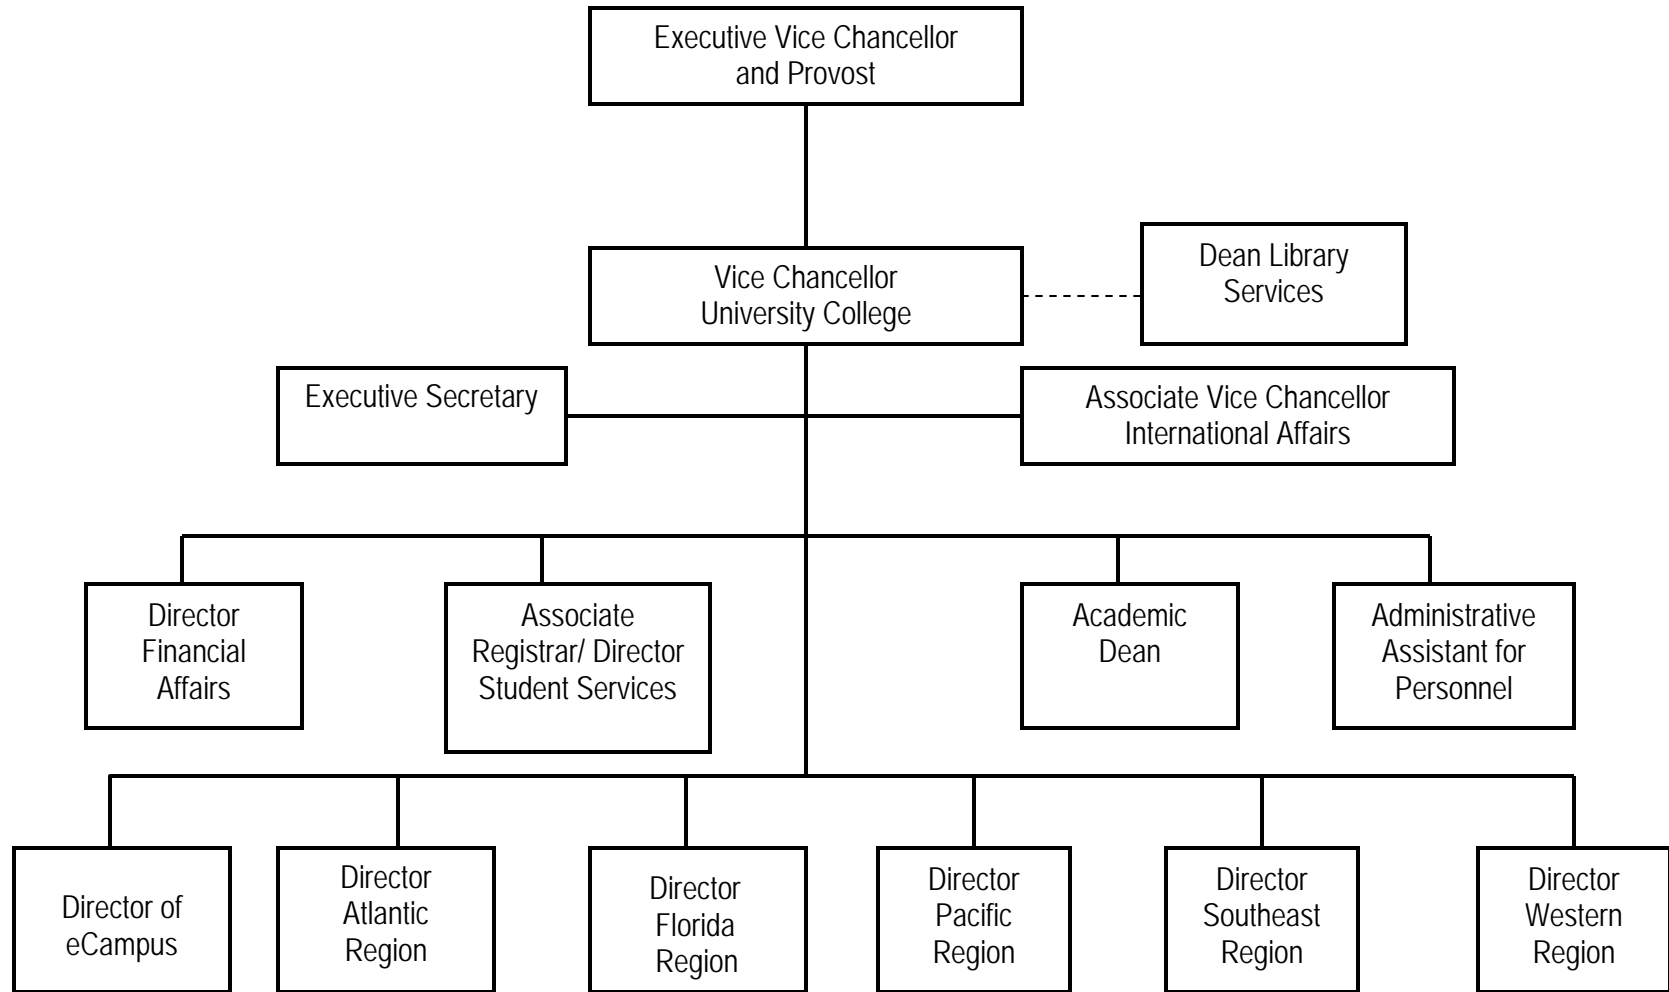 Executive Vice Chancellor
and Provost
Vice Chancellor
University College
Dean Library
Services
Executive Secretary
Associate Vice Chancellor
International Affairs
Director
Financial
Affairs
Associate
Registrar/ Director
Student Services
Academic
Dean
Administrative
Assistant for
Personnel
Director of
eCampus
Director
Atlantic
Region
Director
Florida
Region
Director
Pacific
Region
Director
Southeast
Region
Director
Western
Region